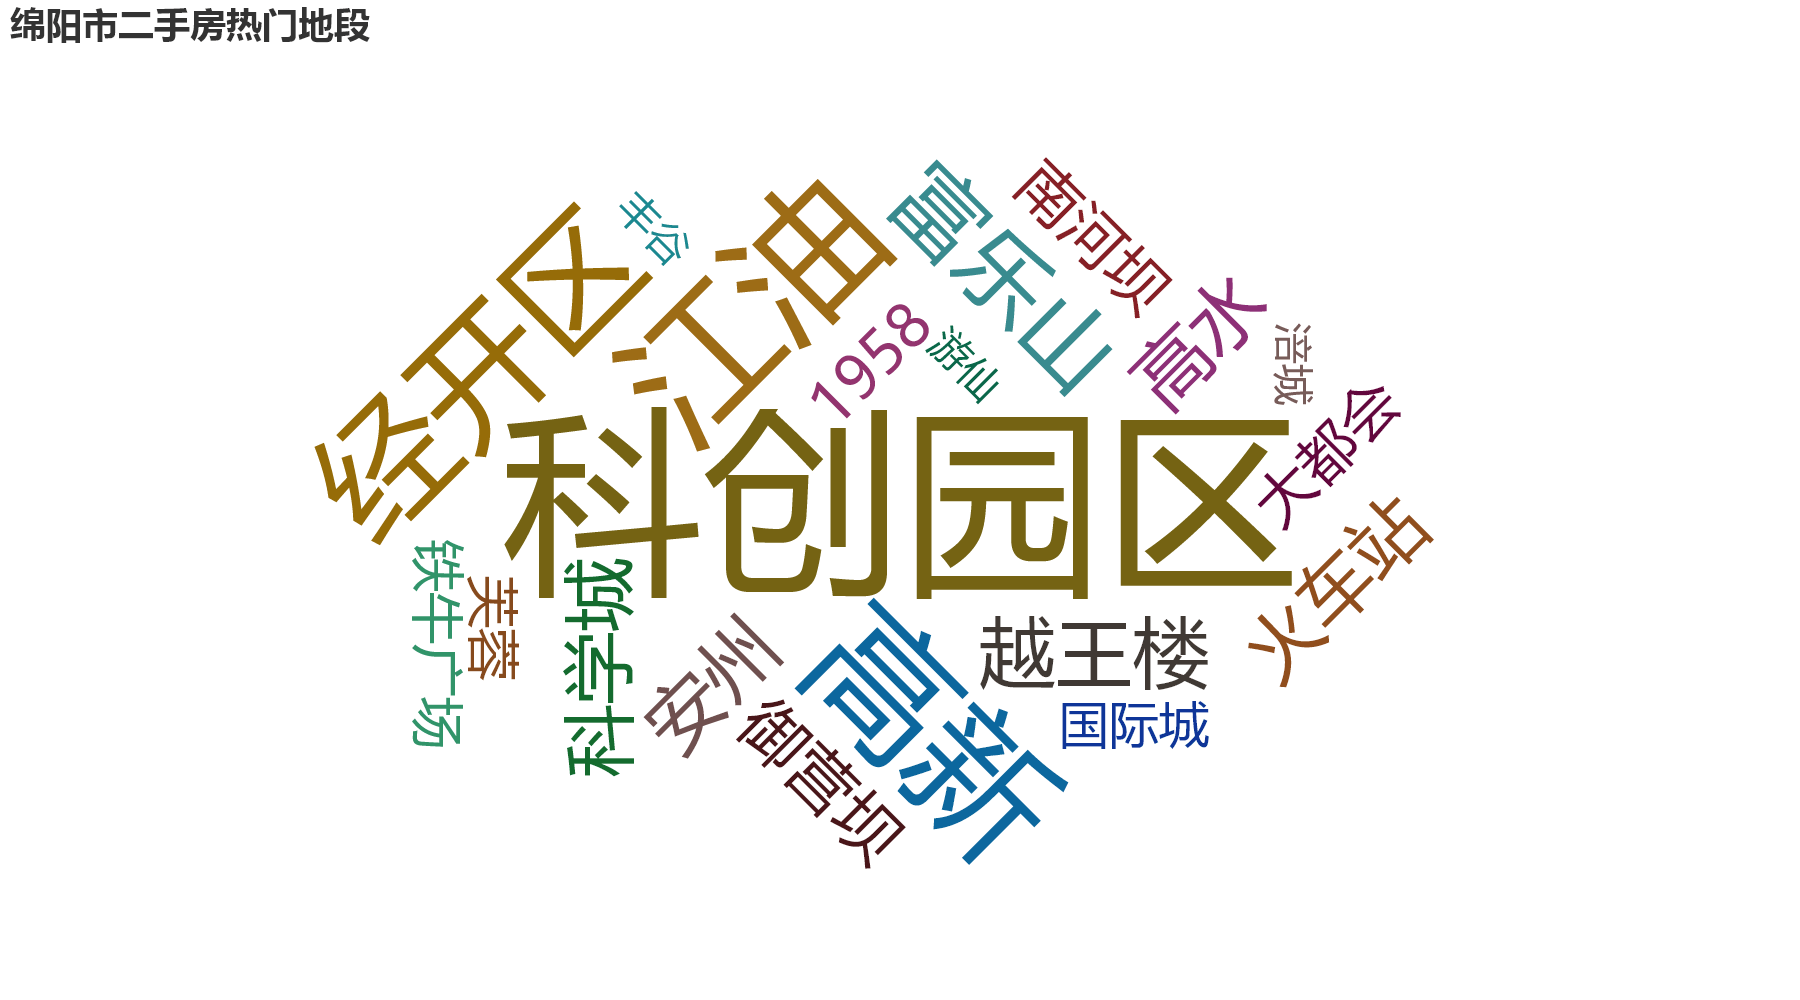 绵阳市二手房热门地段
丰谷
江油
富乐山
南河坝
经开区
1958
游仙
高水
涪城
大都会
科创园区
火车站
铁牛广场
芙蓉
科学城
安州
御营坝
高新
越王楼
国际城